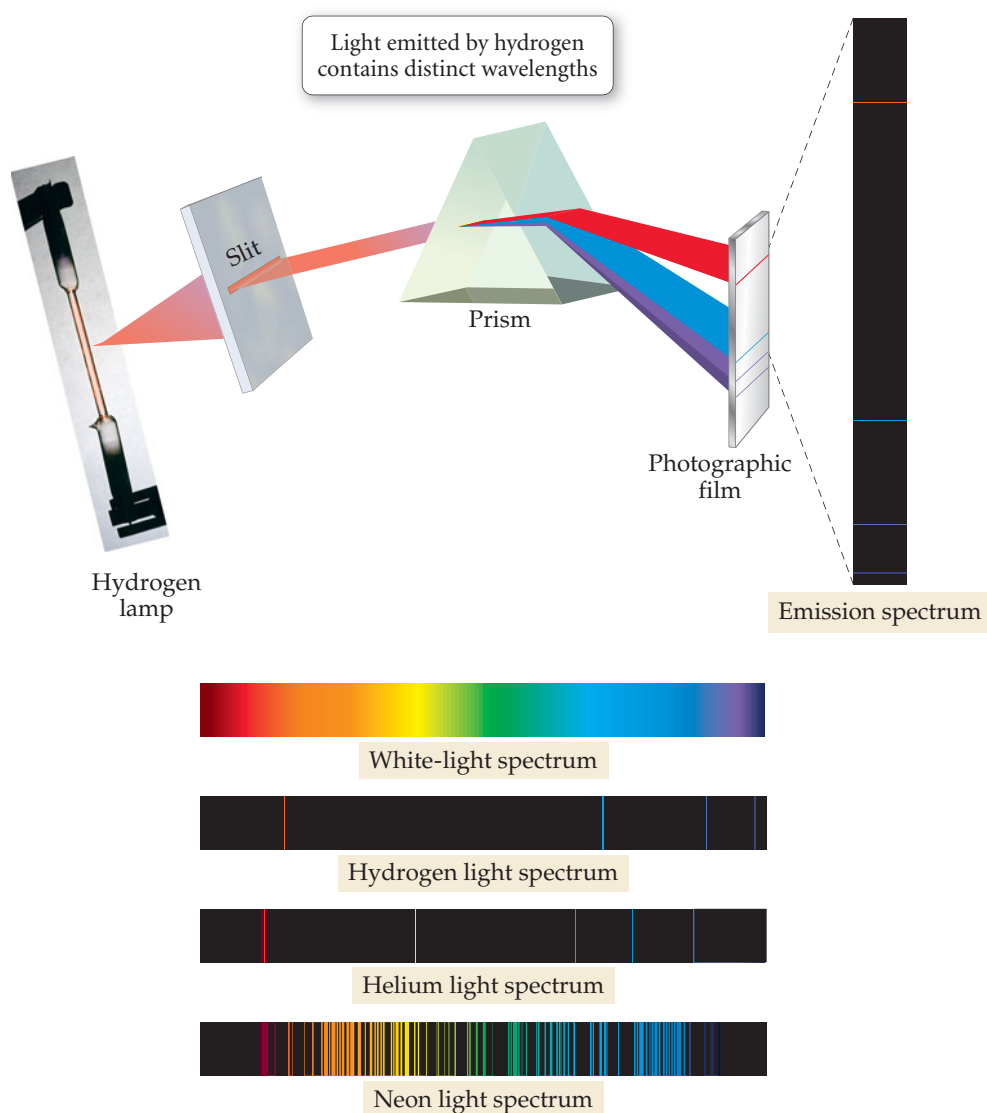 Light emitted by hydrogen
contains distinct wavelengths
Slit
Prism
Photographic
film
Hydrogen
lamp
Emission spectrum
White-light spectrum
Hydrogen light spectrum
Helium light spectrum
Neon light spectrum